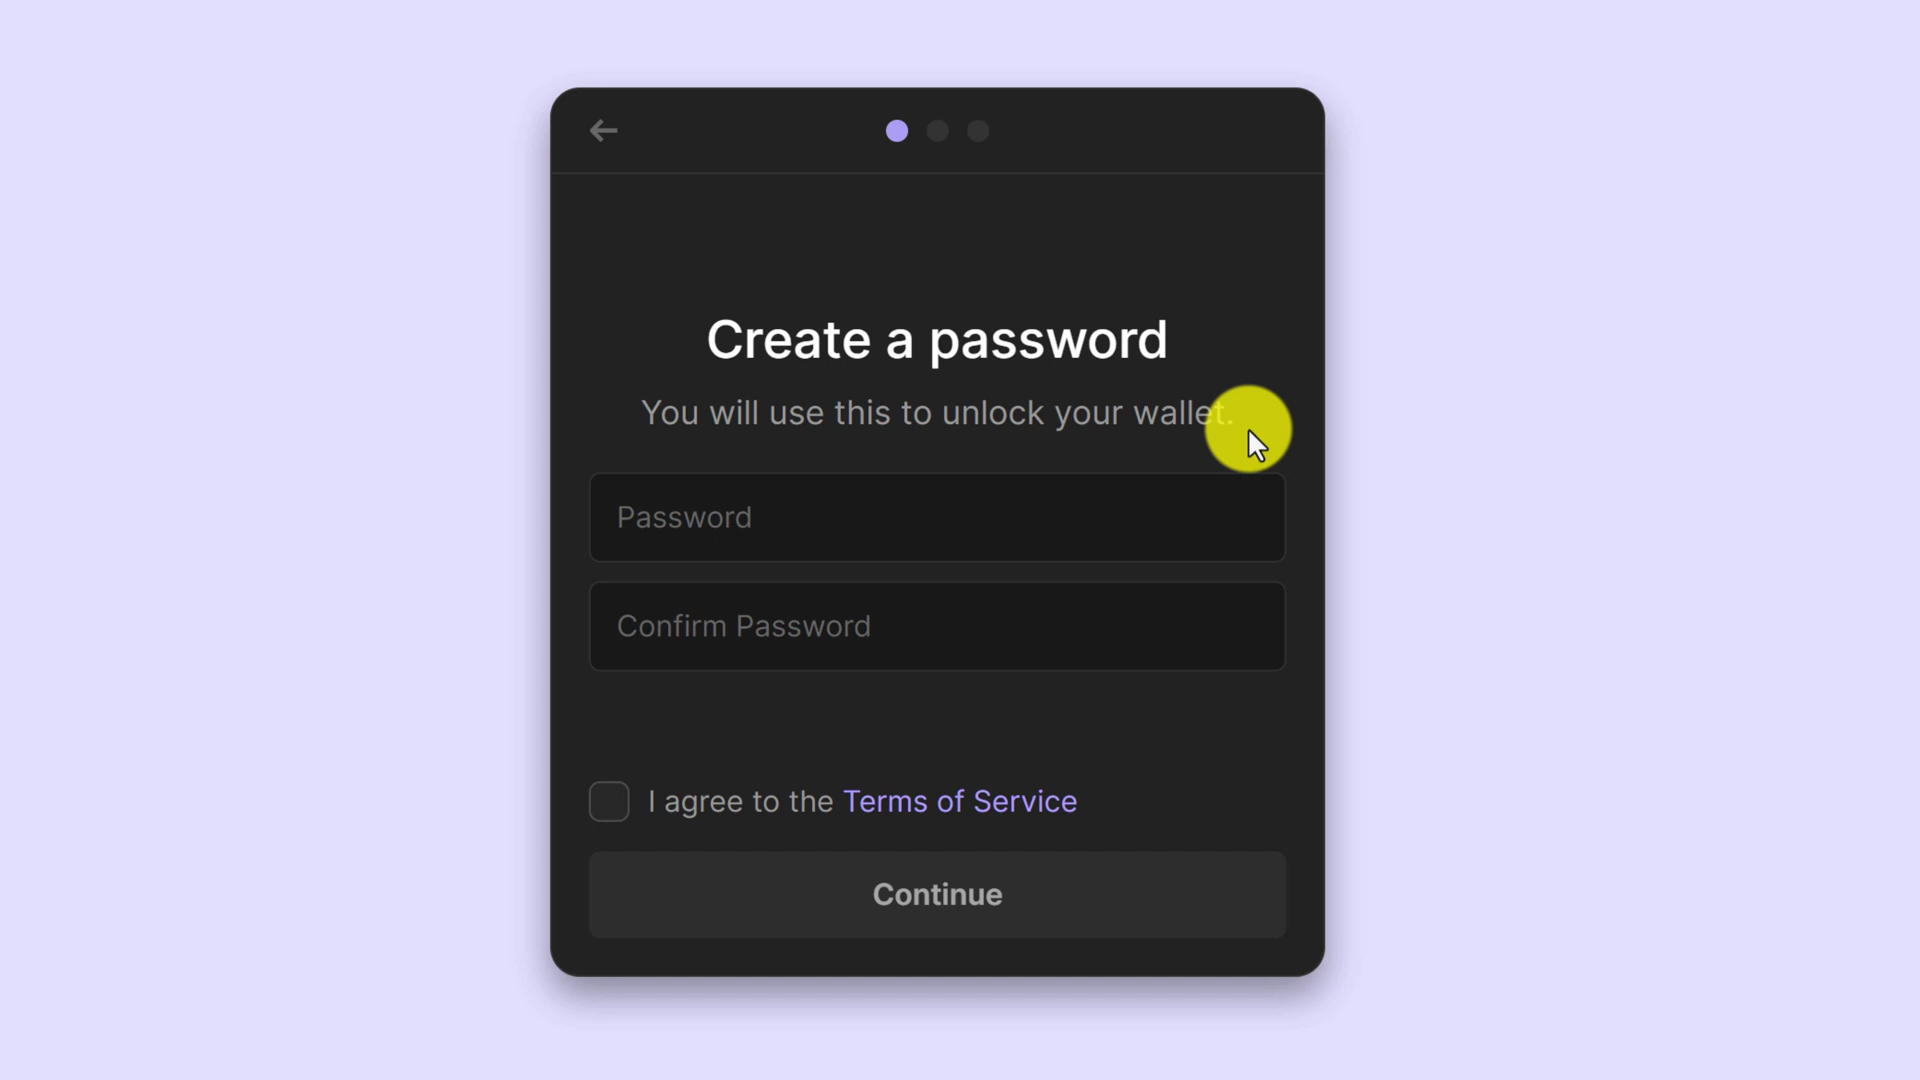 Create a password
You will use this to unlock your wallet.
Password
Confirm Password
I agree to the Terms of Service
Continue